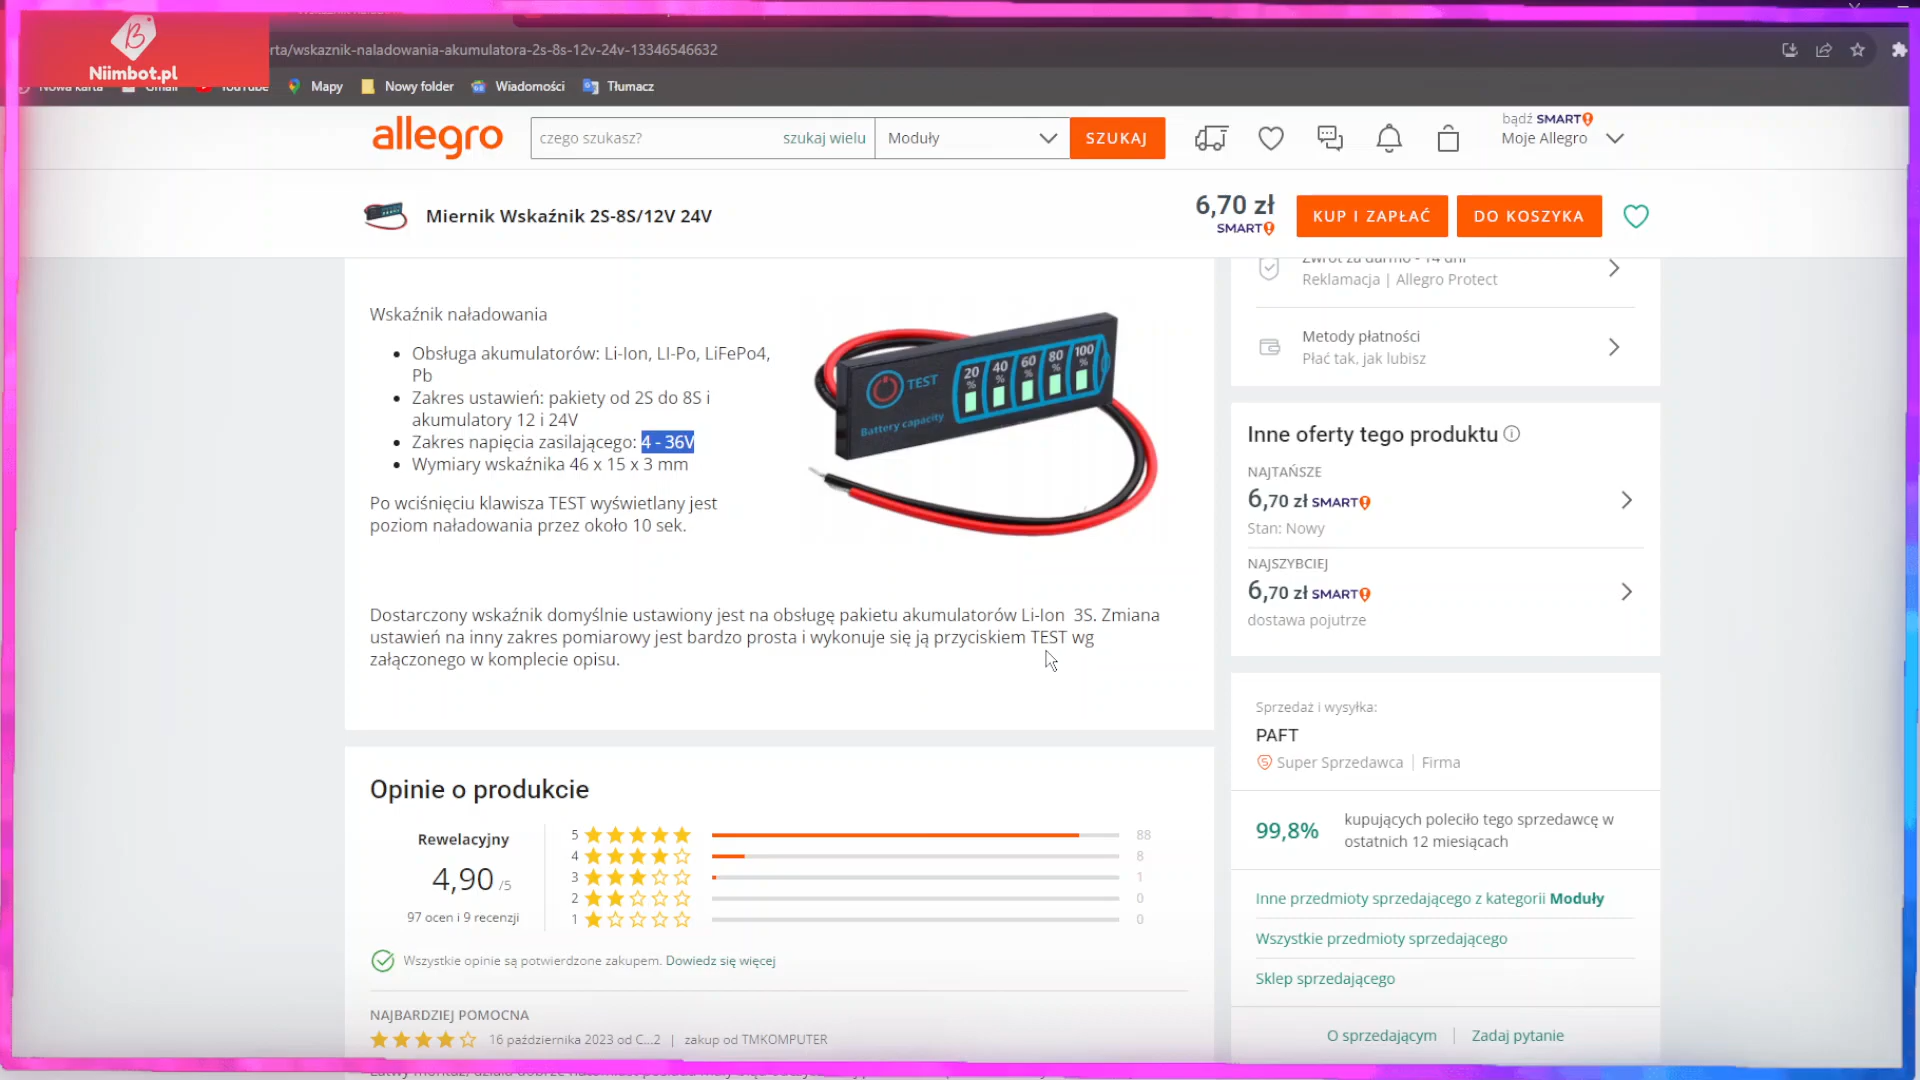 Niimbot.pl
rta/wskaznik-naladowania-akumulatora-2s-8s-12v-24v-13346546632
Nowa karta
Gmail
YouTube
Mapy
Nowy folder
Wiadomości
Tłumacz
allegro
czego szukasz?
szukaj wielu
Moduły
SZUKAJ
bądź SMART!
Moje Allegro
Miernik Wskaźnik 2S-8S/12V 24V
6,70 zł
SMART!
KUP I ZAPŁAĆ
DO KOSZYKA
Wskaźnik naładowania
Obsługa akumulatorów: Li-Ion, LI-Po, LiFePo4,
Pb
Zakres ustawień: pakiety od 2S do 8S i
akumulatory 12 i 24V
Zakres napięcia zasilającego: 4 - 36V
Wymiary wskaźnika 46 x 15 x 3 mm
Po wciśnięciu klawisza TEST wyświetlany jest
poziom naładowania przez około 10 sek.
TEST
20 % 40 % 60 % 80 % 100 %
Battery capacity
Dostarczony wskaźnik domyślnie ustawiony jest na obsługę pakietu akumulatorów Li-Ion  3S. Zmiana
ustawień na inny zakres pomiarowy jest bardzo prosta i wykonuje się ją przyciskiem TEST wg
załączonego w komplecie opisu.
Zwrot za darmo - 14 dni
Reklamacja | Allegro Protect
Metody płatności
Płać tak, jak lubisz
Inne oferty tego produktu
NAJTAŃSZE
6,70 zł SMART!
Stan: Nowy
NAJSZYBCIEJ
6,70 zł SMART!
dostawa pojutrze
Sprzedaż i wysyłka:
PAFT
Super Sprzedawca | Firma
99,8%
kupujących poleciło tego sprzedawcę w
ostatnich 12 miesiącach
Inne przedmioty sprzedającego z kategorii Moduły
Wszystkie przedmioty sprzedającego
Sklep sprzedającego
O sprzedającym | Zadaj pytanie
Opinie o produkcie
Rewelacyjny
4,90 /5
97 ocen i 9 recenzji
5 88
4 8
3 1
2 0
1 0
Wszystkie opinie są potwierdzone zakupem. Dowiedz się więcej
NAJBARDZIEJ POMOCNA
16 października 2023 od C...2 | zakup od TMKOMPUTER